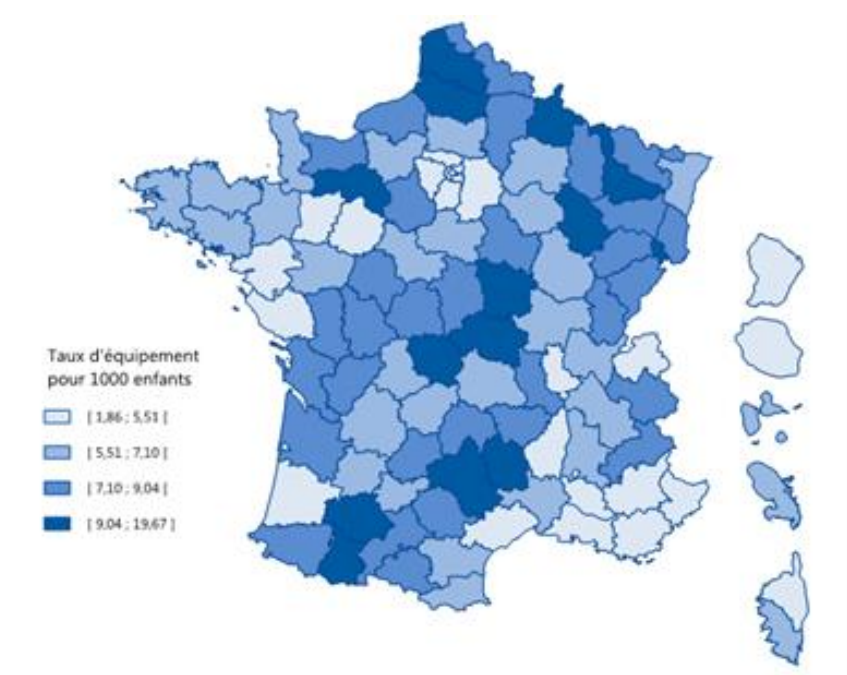 Taux d'équipement
pour 1000 enfants
[ 1,86 ; 5,51 [
[ 5,51 ; 7,10 [
[ 7,10 ; 9,04 [
[ 9,04 ; 19,67 ]